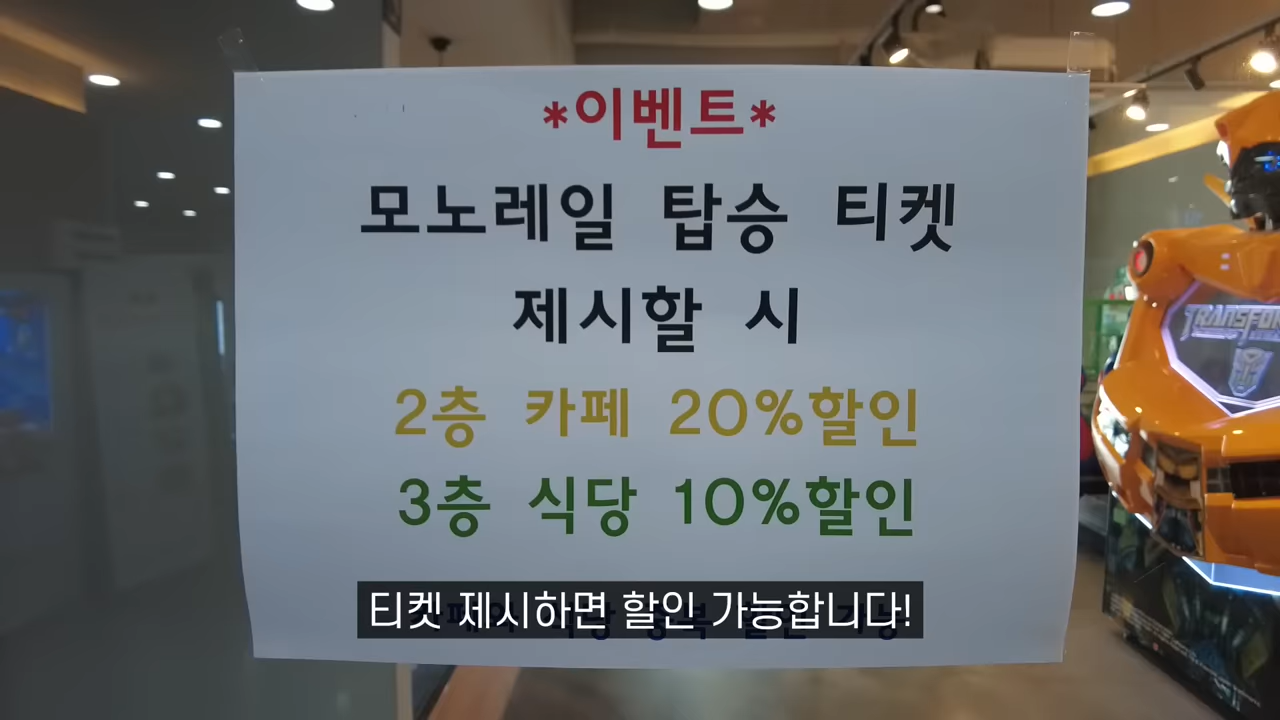 *이벤트*
모노레일 탑승 티켓
제시할 시
2층 카페 20%할인
3층 식당 10%할인
티켓 제시하면 할인 가능합니다!